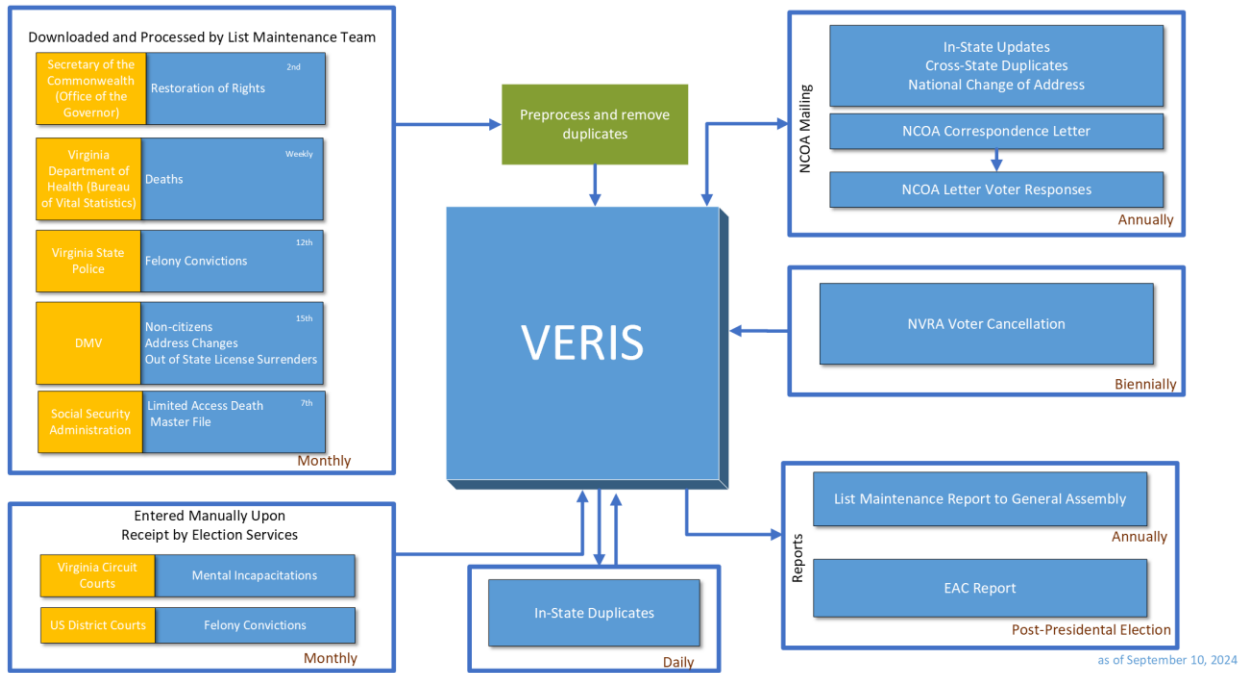 Downloaded and Processed by List Maintenance Team
Secretary of the
Commonwealth
(Office of the
Governor)
2nd
Restoration of Rights
Virginia
Department of
Health (Bureau
of Vital Statistics)
Weekly
Deaths
Virginia State
Police
12th
Felony Convictions
DMV
15th
Non-citizens
Address Changes
Out of State License Surrenders
Social Security
Administration
7th
Limited Access Death
Master File
Monthly
Entered Manually Upon
Receipt by Election Services
Virginia Circuit
Courts
Mental Incapacitations
US District Courts
Felony Convictions
Monthly
Preprocess and remove
duplicates
VERIS
In-State Duplicates
Daily
NCOA Mailing
In-State Updates
Cross-State Duplicates
National Change of Address
NCOA Correspondence Letter
NCOA Letter Voter Responses
Annually
NVRA Voter Cancellation
Biennially
Reports
List Maintenance Report to General Assembly
Annually
EAC Report
Post-Presidental Election
as of September 10, 2024